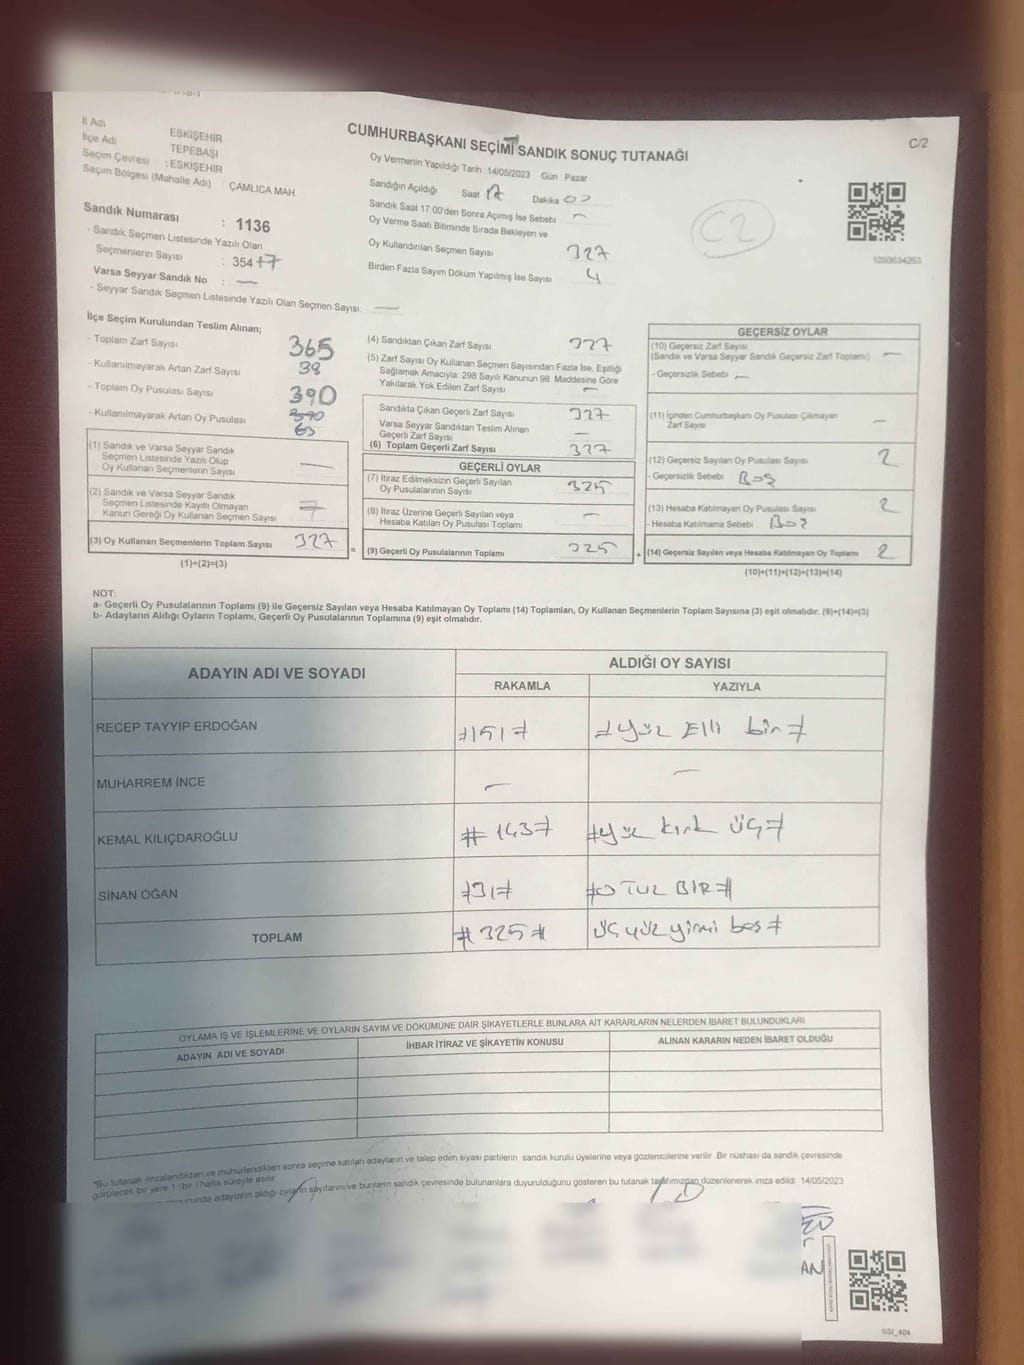 C/2
İl Adı
İlçe Adı
Seçim Çevresi
Seçim Bölgesi (Mahalle Adı)
ESKİŞEHİR
TEPEBAŞI
: ESKİŞEHİR
ÇAMLICA MAH.
CUMHURBAŞKANI SEÇİMİ SANDIK SONUÇ TUTANAĞI
Oy Vermenin Yapıldığı Tarih : 14/05/2023 Gün : Pazar
Sandığın Açıldığı Saat 17 Dakika 00
Sandık Saat 17:00'den Sonra Açılmış İse Sebebi —
Oy Verme Saati Bitiminde Sırada Bekleyen ve
Oy Kullandırılan Seçmen Sayısı 327
Birden Fazla Sayım Döküm Yapılmış İse Sayısı 4
C2
1093634263
Sandık Numarası : 1136
- Sandık Seçmen Listesinde Yazılı Olan
Seçmenlerin Sayısı : 354+7
Varsa Seyyar Sandık No : —
- Seyyar Sandık Seçmen Listesinde Yazılı Olan Seçmen Sayısı: —
İlçe Seçim Kurulundan Teslim Alınan;
- Toplam Zarf Sayısı 365
- Kullanılmayarak Artan Zarf Sayısı 38
- Toplam Oy Pusulası Sayısı 390
- Kullanılmayarak Artan Oy Pusulası 63
(1) Sandık ve Varsa Seyyar Sandık
Seçmen Listesinde Yazılı Olup
Oy Kullanan Seçmenlerin Sayısı —
(2) Sandık ve Varsa Seyyar Sandık
Seçmen Listesinde Kayıtlı Olmayan
Kanun Gereği Oy Kullanan Seçmen Sayısı 7
(3) Oy Kullanan Seçmenlerin Toplam Sayısı 327
(1)+(2)=(3)
(4) Sandıktan Çıkan Zarf Sayısı 327
(5) Zarf Sayısı Oy Kullanan Seçmen Sayısından Fazla İse, Eşitliği
Sağlamak Amacıyla; 298 Sayılı Kanunun 98. Maddesine Göre
Yakılarak Yok Edilen Zarf Sayısı —
Sandıkta Çıkan Geçerli Zarf Sayısı 327
Varsa Seyyar Sandıktan Teslim Alınan
Geçerli Zarf Sayısı —
(6) Toplam Geçerli Zarf Sayısı 327
GEÇERLİ OYLAR
(7) İtiraz Edilmeksizin Geçerli Sayılan
Oy Pusulalarının Sayısı 325
(8) İtiraz Üzerine Geçerli Sayılan veya
Hesaba Katılan Oy Pusulası Toplamı —
= (9) Geçerli Oy Pusulalarının Toplamı 325
GEÇERSİZ OYLAR
(10) Geçersiz Zarf Sayısı
(Sandık ve Varsa Seyyar Sandık Geçersiz Zarf Toplamı) —
- Geçersizlik Sebebi —
(11) İçinden Cumhurbaşkanı Oy Pusulası Çıkmayan
Zarf Sayısı —
(12) Geçersiz Sayılan Oy Pusulası Sayısı 2
- Geçersizlik Sebebi BOŞ
(13) Hesaba Katılmayan Oy Pusulası Sayısı 2
- Hesaba Katılmama Sebebi BOŞ
+ (14) Geçersiz Sayılan veya Hesaba Katılmayan Oy Toplamı 2
(10)+(11)+(12)+(13)=(14)
NOT:
a- Geçerli Oy Pusulalarının Toplamı (9) ile Geçersiz Sayılan veya Hesaba Katılmayan Oy Toplamı (14) Toplamları, Oy Kullanan Seçmenlerin Toplam Sayısına (3) eşit olmalıdır. (9)+(14)=(3)
b- Adayların Aldığı Oyların Toplamı, Geçerli Oy Pusulalarının Toplamına (9) eşit olmalıdır.
ADAYIN ADI VE SOYADI
ALDIĞI OY SAYISI
RAKAMLA YAZIYLA
RECEP TAYYIP ERDOĞAN ≠151≠ ≠Yüz Elli bir≠
MUHARREM İNCE — —
KEMAL KILIÇDAROĞLU #143≠ ≠Yüz kırk üç≠
SİNAN OĞAN ≠31≠ ≠OTUZ BİR#
TOPLAM #325# üçyüz yirmi beş≠
OYLAMA İŞ VE İŞLEMLERİNE VE OYLARIN SAYIM VE DÖKÜMÜNE DAİR ŞİKAYETLERLE BUNLARA AİT KARARLARIN NELERDEN İBARET BULUNDUKLARI
ADAYIN ADI VE SOYADI İHBAR İTİRAZ VE ŞİKAYETİN KONUSU ALINAN KARARIN NEDEN İBARET OLDUĞU
*Bu tutanak imzalandıktan ve mühürlendikten sonra seçime katılan adayların ve talep eden siyasi partilerin sandık kurulu üyelerine veya gözlemcilerine verilir. Bir nüshası da sandık çevresinde
görülecek bir yere 1 (bir) hafta süreyle asılır.
adayların aldığı oyların sayılarını ve bunların sandık çevresinde bulunanlara duyurulduğunu gösteren bu tutanak tarafımızdan düzenlenerek imza edildi. 14/05/2023
AN